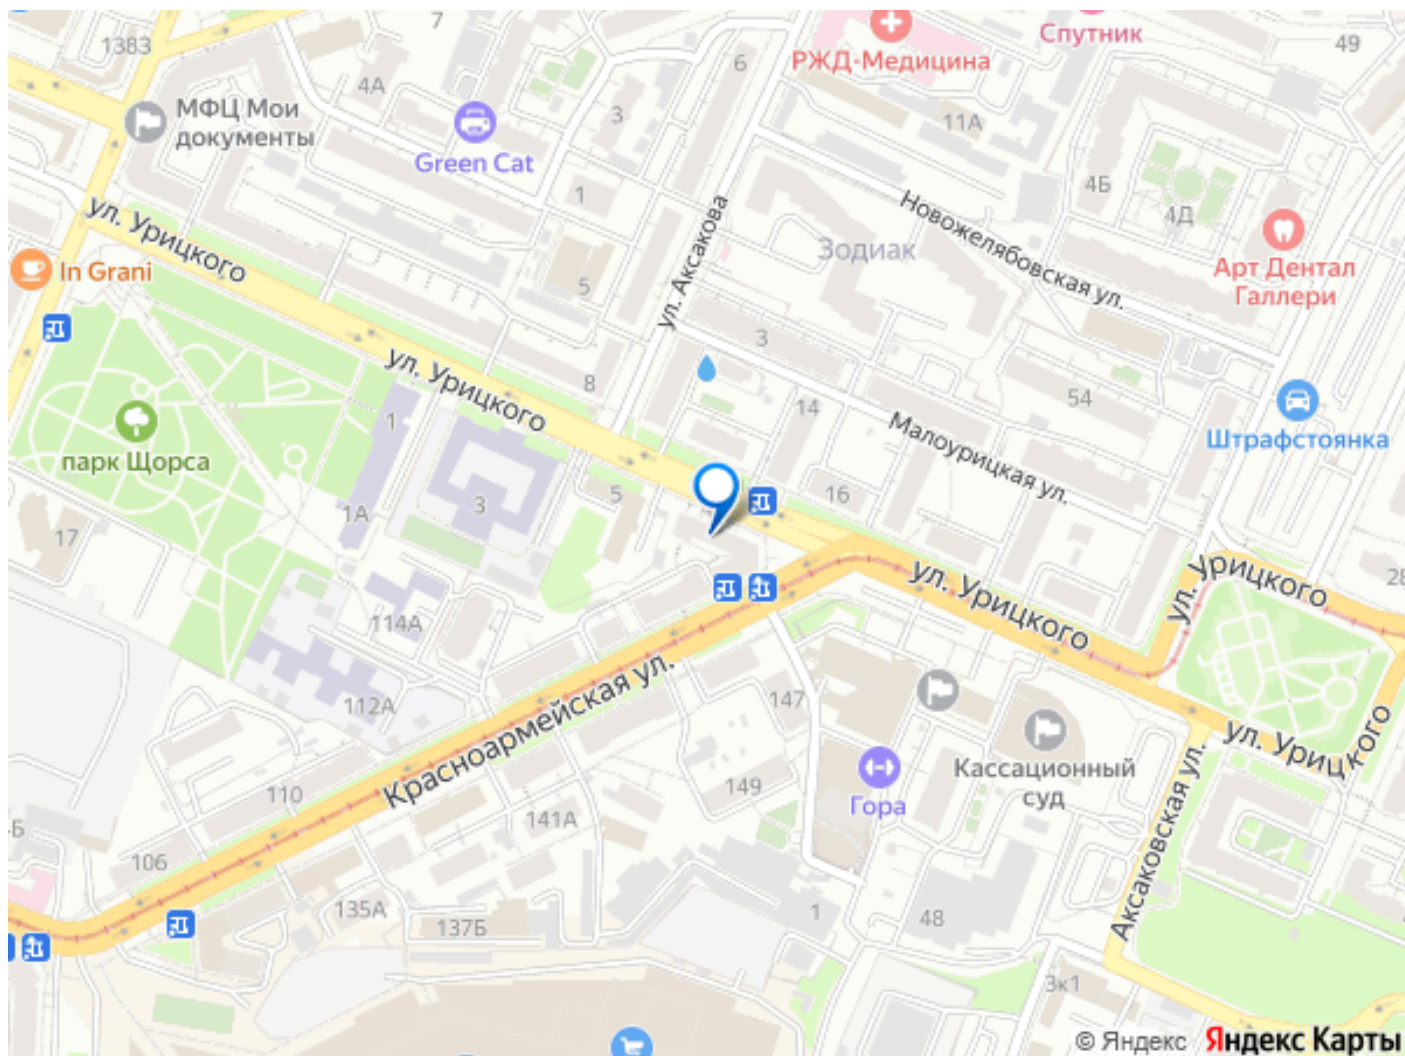 7
1383
Спутник
49
РЖД-Медицина
6
4А
МФЦ Мои
документы
3
11А
Green Cat
1
4Б
4Д
ул. Урицкого
ул. Аксакова
Новожелябовская ул.
Зодиак
In Grani
5
Арт Дентал
Галлери
3
ул. Урицкого
8
54
14
1
Малоурицкая ул.
Штрафстоянка
парк Щорса
3
5
16
1А
17
ул. Урицкого
ул. Урицкого
28
114А
Красноармейская ул.
112А
147
ул. Урицкого
Кассационный
суд
Аксаковская ул.
149
Гора
110
141А
4Б
106
135А
137Б
1
48
3к1
© Яндекс Яндекс Карты